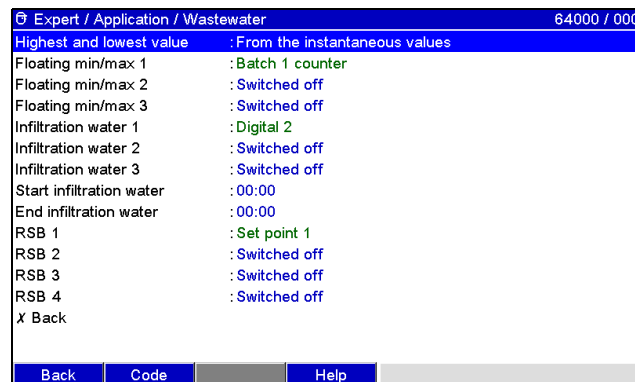 Expert / Application / Wastewater 64000 / 000
Highest and lowest value :From the instantaneous values
Floating min/max 1 :Batch 1 counter
Floating min/max 2 :Switched off
Floating min/max 3 :Switched off
Infiltration water 1 :Digital 2
Infiltration water 2 :Switched off
Infiltration water 3 :Switched off
Start infiltration water :00:00
End infiltration water :00:00
RSB 1 :Set point 1
RSB 2 :Switched off
RSB 3 :Switched off
RSB 4 :Switched off
✗ Back
Back Code Help